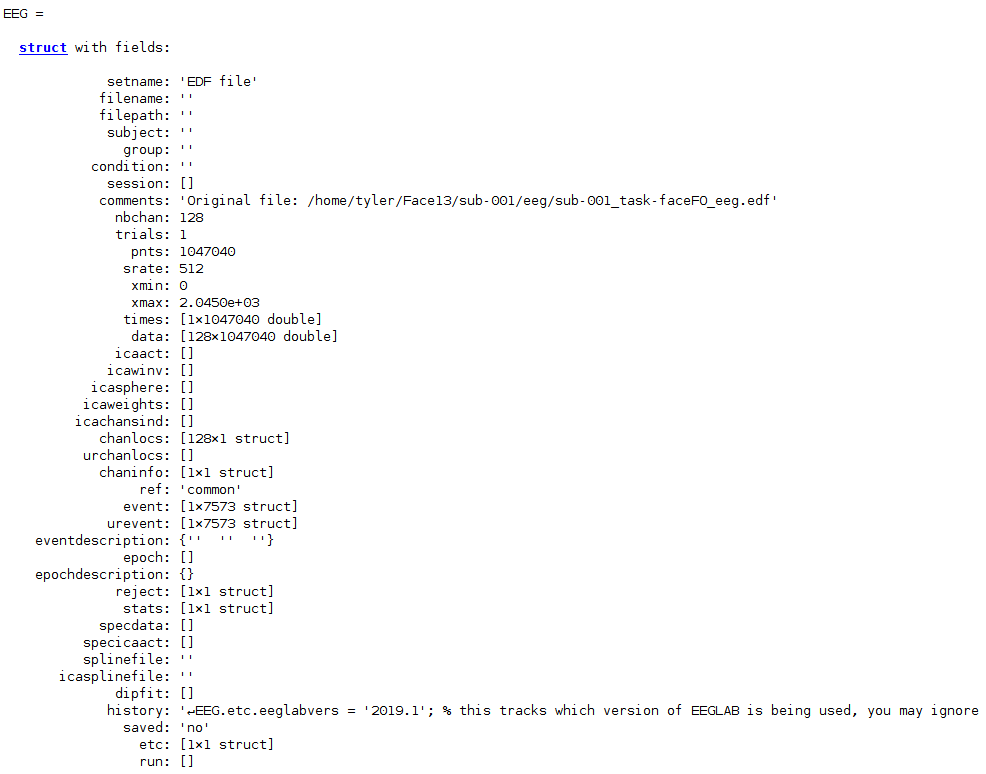 EEG =
struct with fields:
setname: 'EDF file'
filename: ''
filepath: ''
subject: ''
group: ''
condition: ''
session: []
comments: 'Original file: /home/tyler/Face13/sub-001/eeg/sub-001_task-faceFO_eeg.edf'
nbchan: 128
trials: 1
pnts: 1047040
srate: 512
xmin: 0
xmax: 2.0450e+03
times: [1×1047040 double]
data: [128×1047040 double]
icaact: []
icawinv: []
icasphere: []
icaweights: []
icachansind: []
chanlocs: [128×1 struct]
urchanlocs: []
chaninfo: [1×1 struct]
ref: 'common'
event: [1×7573 struct]
urevent: [1×7573 struct]
eventdescription: {'' '' ''}
epoch: []
epochdescription: {}
reject: [1×1 struct]
stats: [1×1 struct]
specdata: []
specicaact: []
splinefile: ''
icasplinefile: ''
dipfit: []
history: '↵EEG.etc.eeglabvers = '2019.1'; % this tracks which version of EEGLAB is being used, you may ignore
saved: 'no'
etc: [1×1 struct]
run: []